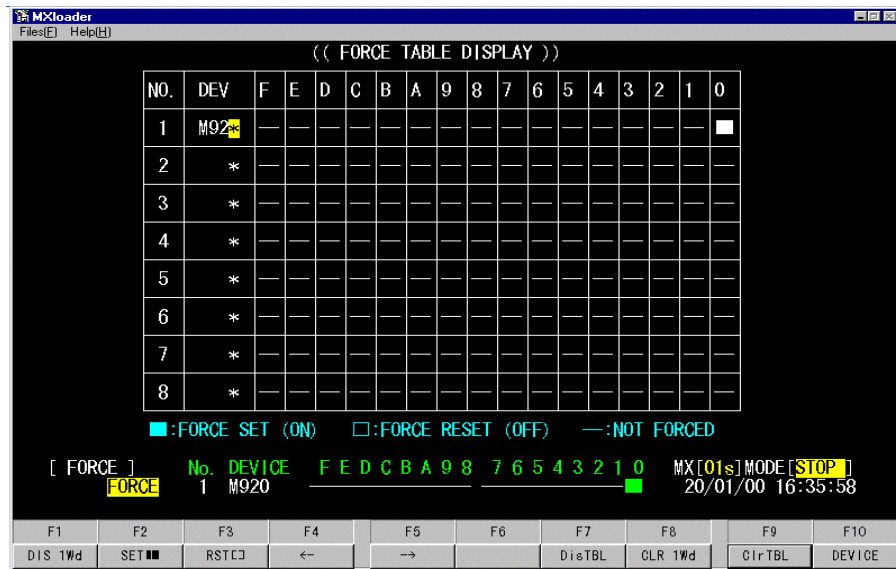 MXloader
Files(F) Help(H)
(( FORCE TABLE DISPLAY ))
NO. DEV F E D C B A 9 8 7 6 5 4 3 2 1 0
1 M92* — — — — — — — — — — — — — — — ■
2 * — — — — — — — — — — — — — — — —
3 * — — — — — — — — — — — — — — — —
4 * — — — — — — — — — — — — — — — —
5 * — — — — — — — — — — — — — — — —
6 * — — — — — — — — — — — — — — — —
7 * — — — — — — — — — — — — — — — —
8 * — — — — — — — — — — — — — — — —
■:FORCE SET (ON) □:FORCE RESET (OFF) —:NOT FORCED
[ FORCE ] No. DEVICE F E D C B A 9 8 7 6 5 4 3 2 1 0 MX[01s]MODE[STOP ]
FORCE 1 M920 20/01/00 16:35:58
F1 F2 F3 F4 F5 F6 F7 F8 F9 F10
DIS 1Wd SET■■ RST[] <- -> DisTBL CLR 1Wd ClrTBL DEVICE